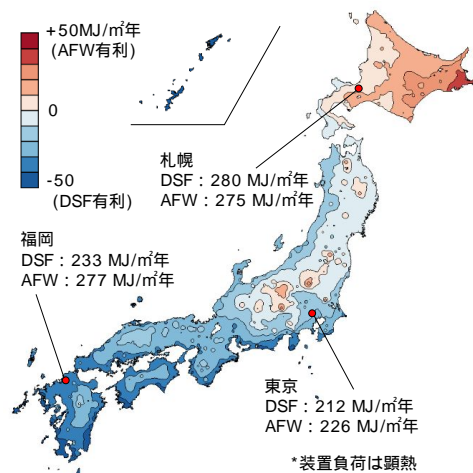 +50MJ/㎡年
(AFW有利)
0
-50
(DSF有利)
札幌
DSF：280 MJ/㎡年
AFW：275 MJ/㎡年
福岡
DSF：233 MJ/㎡年
AFW：277 MJ/㎡年
東京
DSF：212 MJ/㎡年
AFW：226 MJ/㎡年
*装置負荷は顕熱